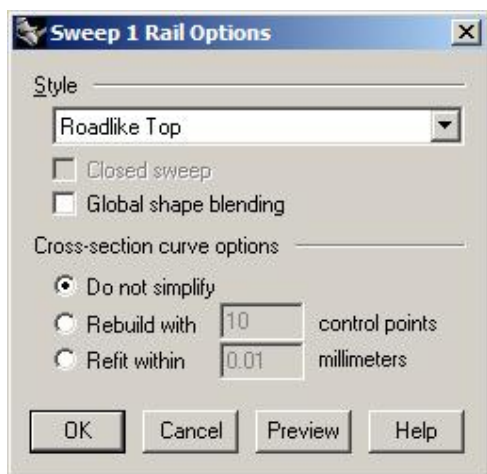 Sweep 1 Rail Options
Style
Roadlike Top
Closed sweep
Global shape blending
Cross-section curve options
Do not simplify
Rebuild with 10 control points
Refit within 0.01 millimeters
OK Cancel Preview Help